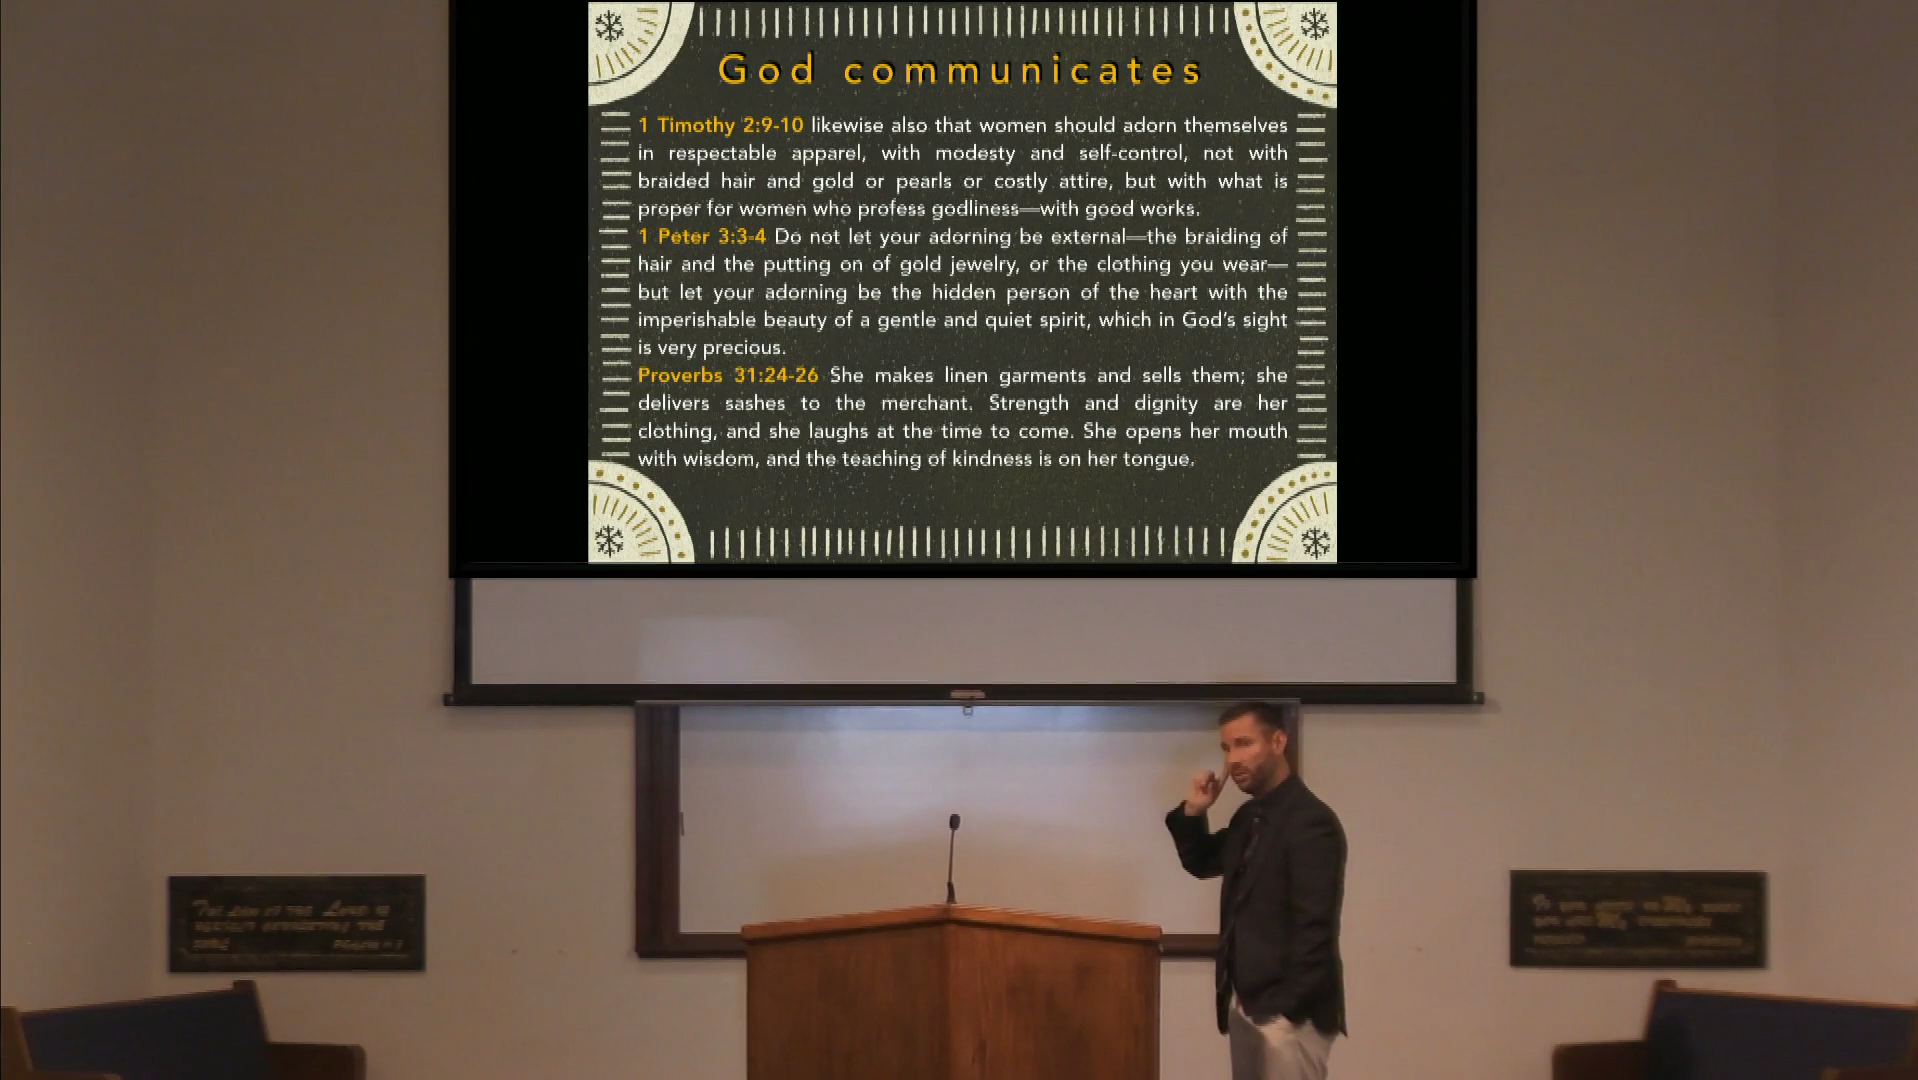 God communicates
1 Timothy 2:9-10 likewise also that women should adorn themselves
in respectable apparel, with modesty and self-control, not with
braided hair and gold or pearls or costly attire, but with what is
proper for women who profess godliness—with good works.
1 Peter 3:3-4 Do not let your adorning be external—the braiding of
hair and the putting on of gold jewelry, or the clothing you wear—
but let your adorning be the hidden person of the heart with the
imperishable beauty of a gentle and quiet spirit, which in God's sight
is very precious.
Proverbs 31:24-26 She makes linen garments and sells them; she
delivers sashes to the merchant. Strength and dignity are her
clothing, and she laughs at the time to come. She opens her mouth
with wisdom, and the teaching of kindness is on her tongue.
The Law of the Lord is